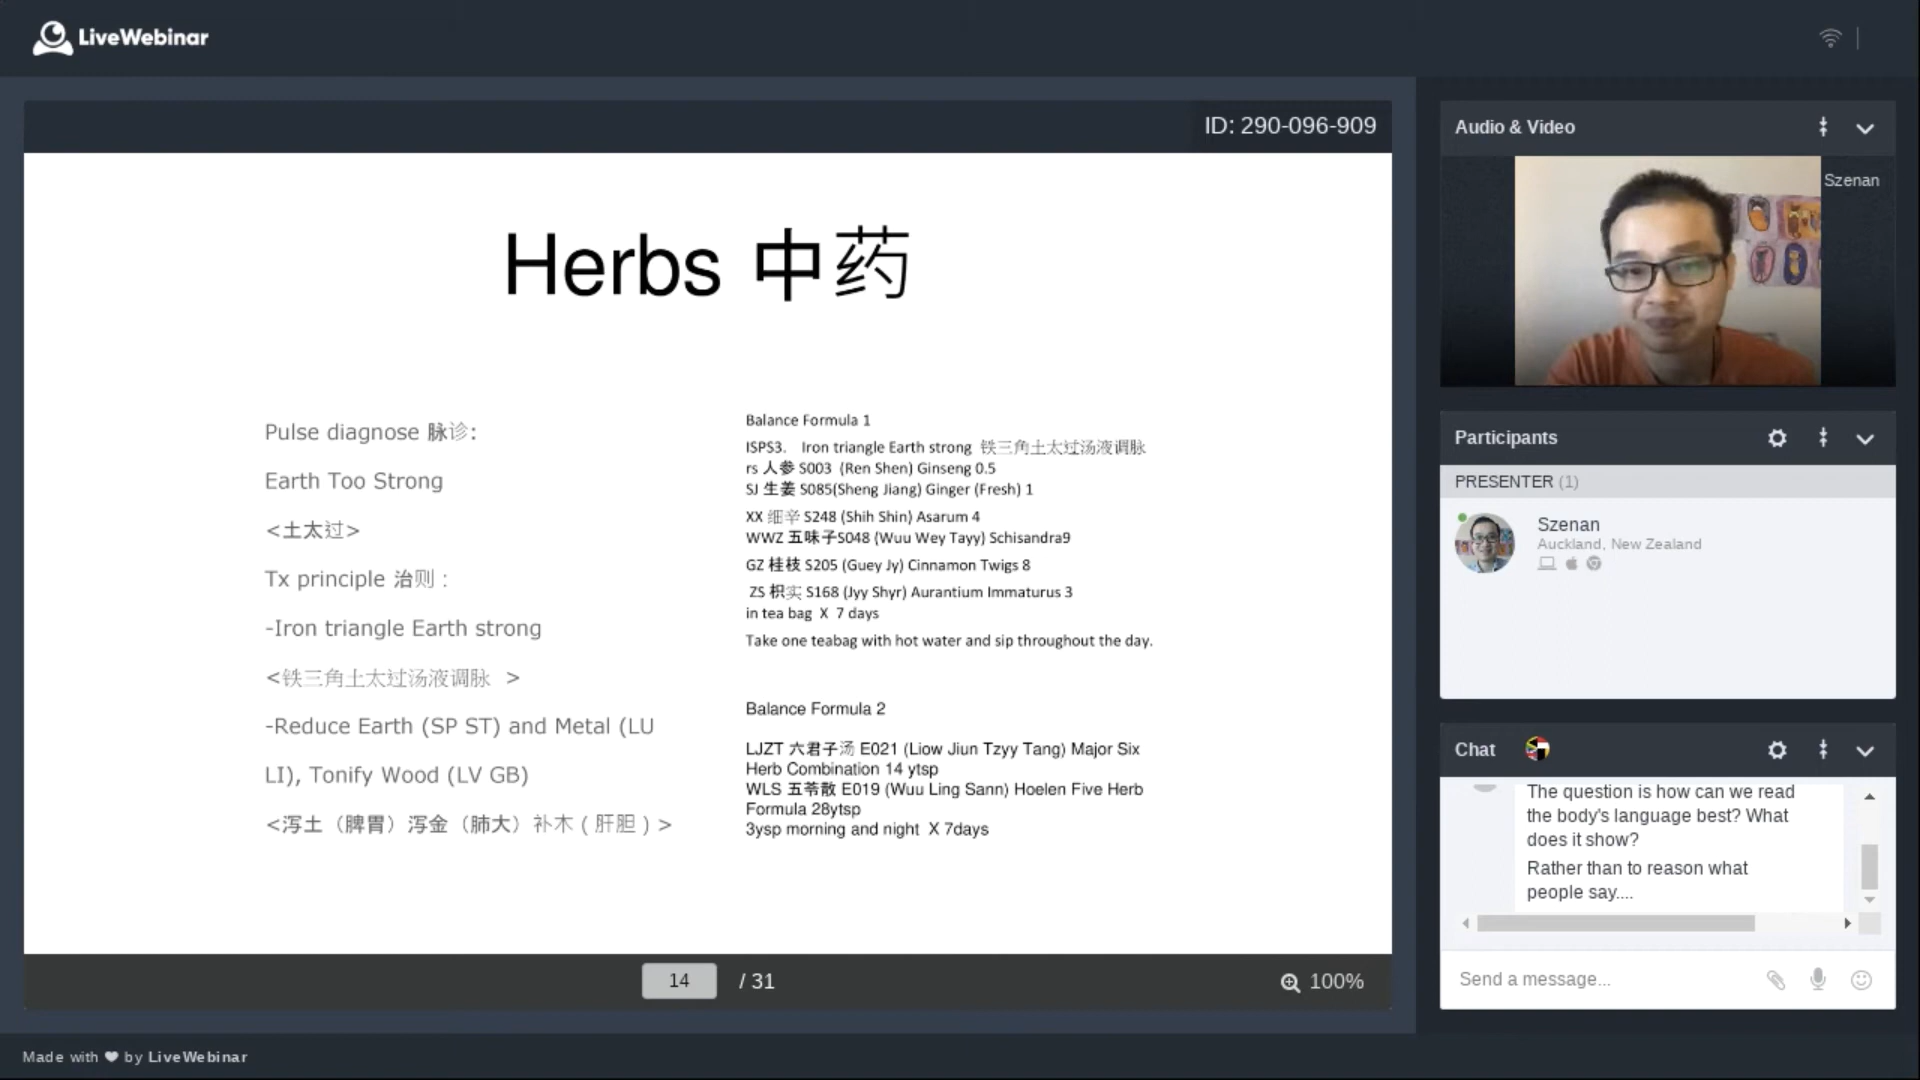 LiveWebinar
ID: 290-096-909
Herbs 中药
Pulse diagnose 脉诊:
Earth Too Strong
<土太过>
Tx principle 治则 :
-Iron triangle Earth strong
<铁三角土太过汤液调脉 >
-Reduce Earth (SP ST) and Metal (LU
LI), Tonify Wood (LV GB)
<泻土（脾胃）泻金（肺大）补木 ( 肝胆 ) >
Balance Formula 1
ISPS3. Iron triangle Earth strong 铁三角土太过汤液调脉
rs 人参 S003 (Ren Shen) Ginseng 0.5
SJ 生姜 S085(Sheng Jiang) Ginger (Fresh) 1
XX 细辛 S248 (Shih Shin) Asarum 4
WWZ 五味子S048 (Wuu Wey Tayy) Schisandra9
GZ 桂枝 S205 (Guey Jy) Cinnamon Twigs 8
ZS 枳实 S168 (Jyy Shyr) Aurantium Immaturus 3
in tea bag X 7 days
Take one teabag with hot water and sip throughout the day.
Balance Formula 2
LJZT 六君子汤 E021 (Liow Jiun Tzyy Tang) Major Six
Herb Combination 14 ytsp
WLS 五苓散 E019 (Wuu Ling Sann) Hoelen Five Herb
Formula 28ytsp
3ysp morning and night X 7days
14 / 31
100%
Audio & Video
Szenan
Participants
PRESENTER (1)
Szenan
Auckland, New Zealand
Chat
The question is how can we read
the body's language best? What
does it show?
Rather than to reason what
people say....
Send a message...
Made with ❤ by LiveWebinar